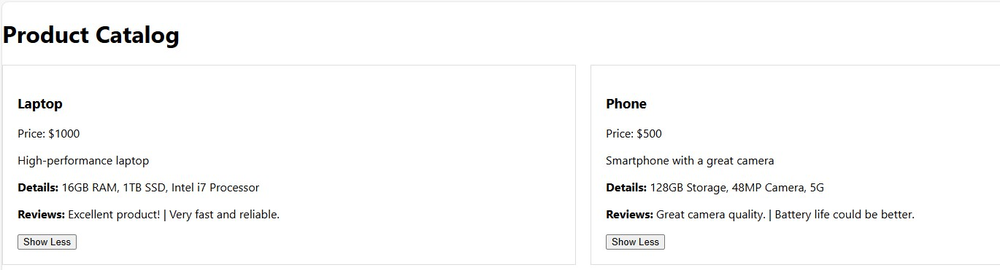 Product Catalog
Laptop
Price: $1000
High-performance laptop
Details: 16GB RAM, 1TB SSD, Intel i7 Processor
Reviews: Excellent product! | Very fast and reliable.
Show Less
Phone
Price: $500
Smartphone with a great camera
Details: 128GB Storage, 48MP Camera, 5G
Reviews: Great camera quality. | Battery life could be better.
Show Less